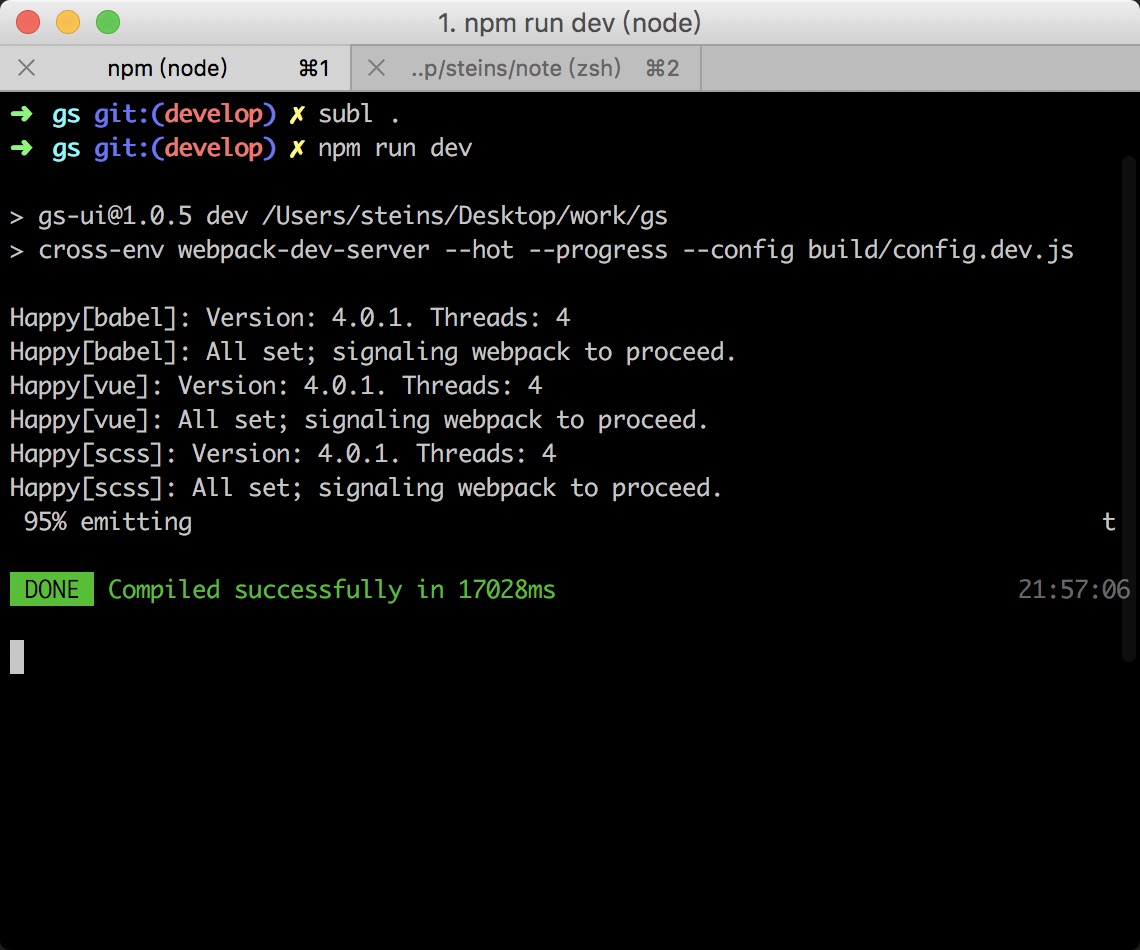 1. npm run dev (node)
npm (node) ⌘1 ..p/steins/note (zsh) ⌘2
➜ gs git:(develop) ✗ subl .
➜ gs git:(develop) ✗ npm run dev
> gs-ui@1.0.5 dev /Users/steins/Desktop/work/gs
> cross-env webpack-dev-server --hot --progress --config build/config.dev.js
Happy[babel]: Version: 4.0.1. Threads: 4
Happy[babel]: All set; signaling webpack to proceed.
Happy[vue]: Version: 4.0.1. Threads: 4
Happy[vue]: All set; signaling webpack to proceed.
Happy[scss]: Version: 4.0.1. Threads: 4
Happy[scss]: All set; signaling webpack to proceed.
95% emitting t
DONE Compiled successfully in 17028ms 21:57:06